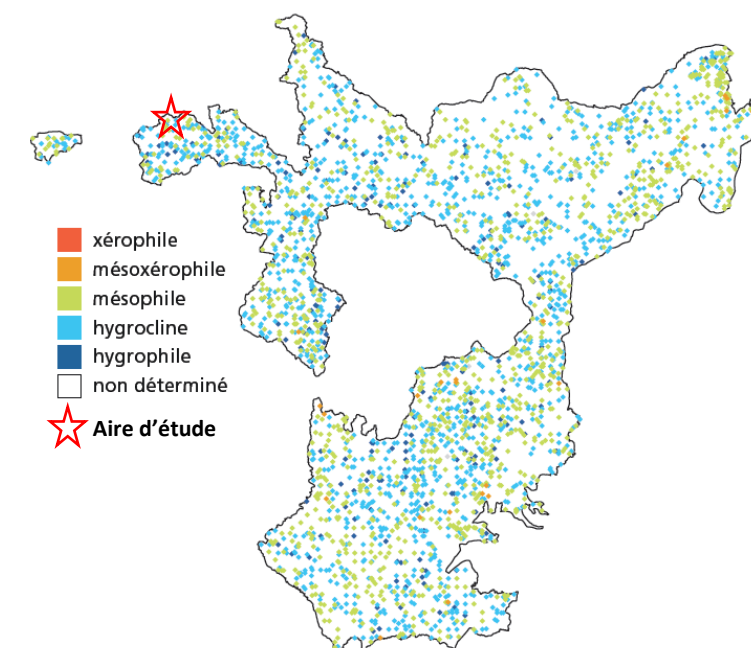 xérophile
mésoxérophile
mésophile
hygrocline
hygrophile
non déterminé
Aire d’étude